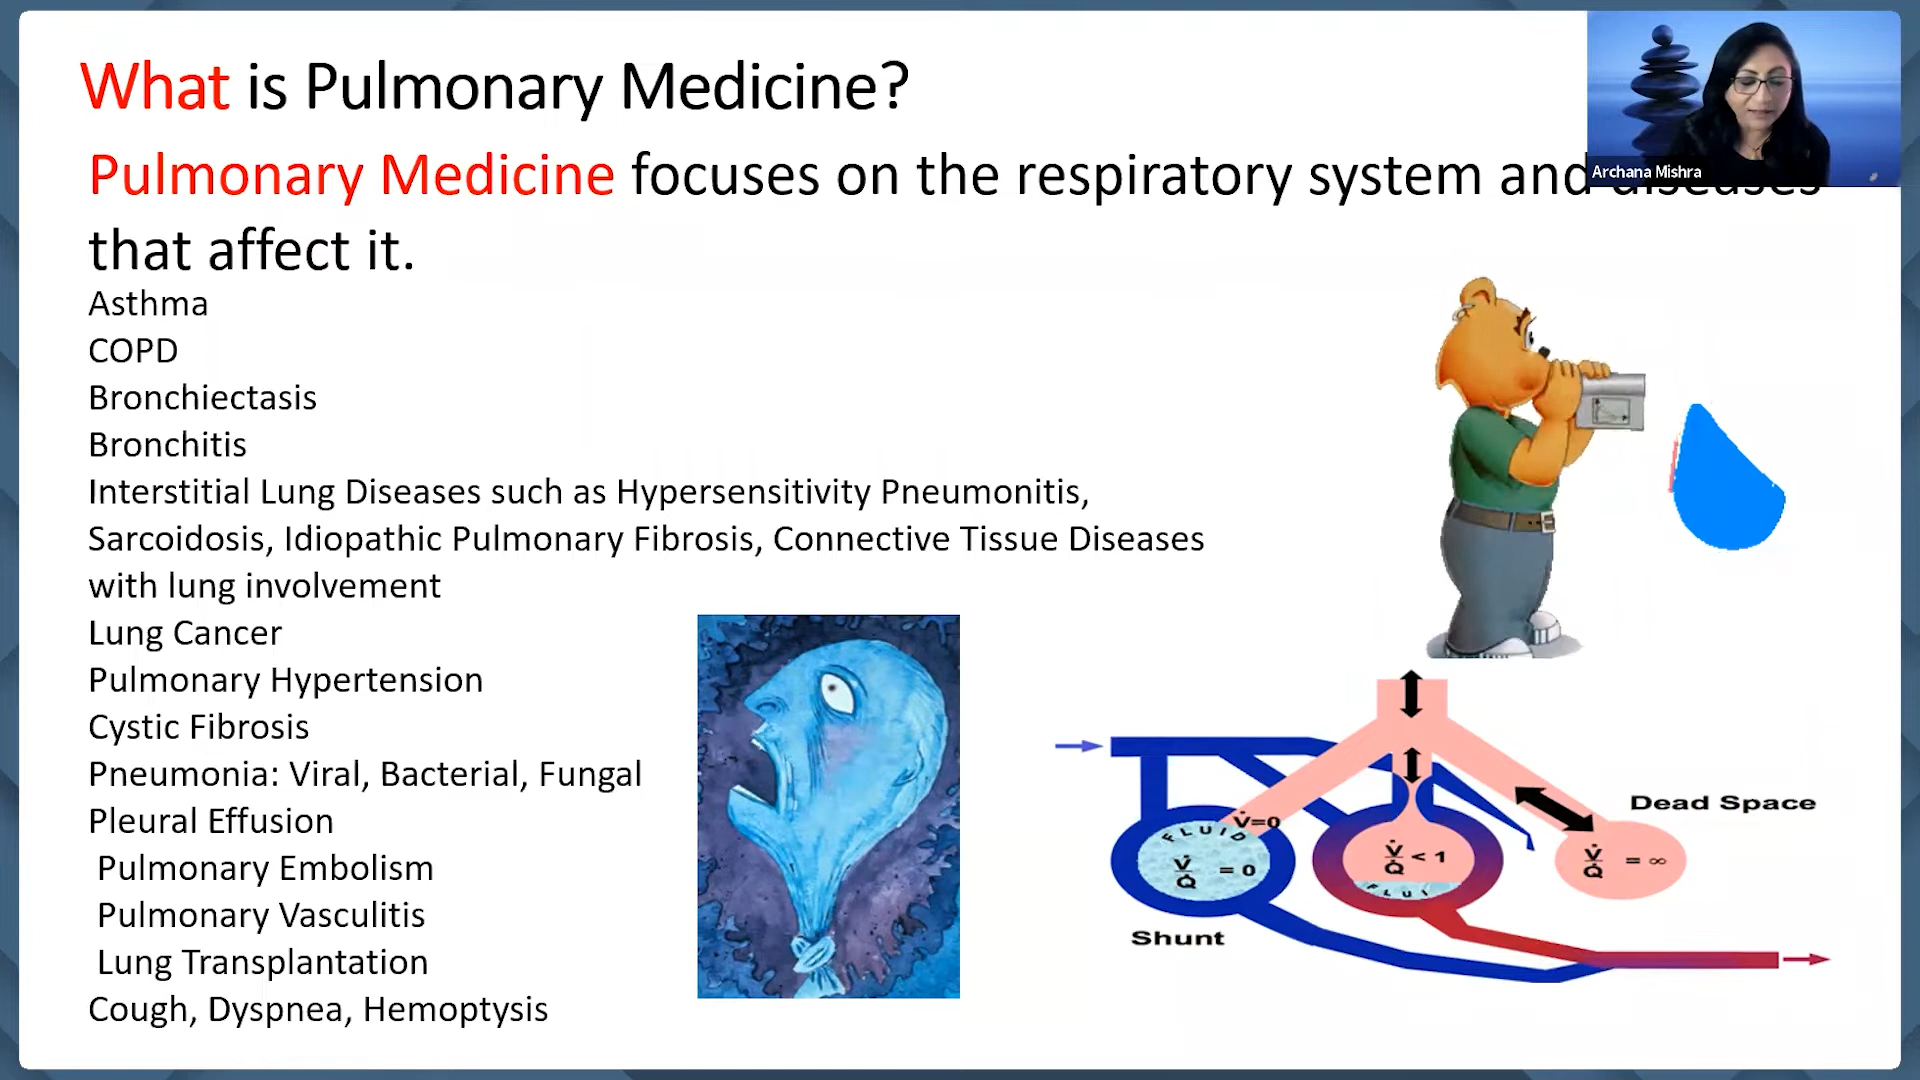 What is Pulmonary Medicine?
Archana Mishra
Pulmonary Medicine focuses on the respiratory system and diseases
that affect it.
Asthma
COPD
Bronchiectasis
Bronchitis
Interstitial Lung Diseases such as Hypersensitivity Pneumonitis,
Sarcoidosis, Idiopathic Pulmonary Fibrosis, Connective Tissue Diseases
with lung involvement
Lung Cancer
Pulmonary Hypertension
Cystic Fibrosis
Pneumonia: Viral, Bacterial, Fungal
Pleural Effusion
Pulmonary Embolism
Pulmonary Vasculitis
Lung Transplantation
Cough, Dyspnea, Hemoptysis
Dead Space
V̇=0
FLUID
V̇/Q̇ = 0
V̇/Q̇ < 1
FLUI
V̇/Q̇ = ∞
Shunt